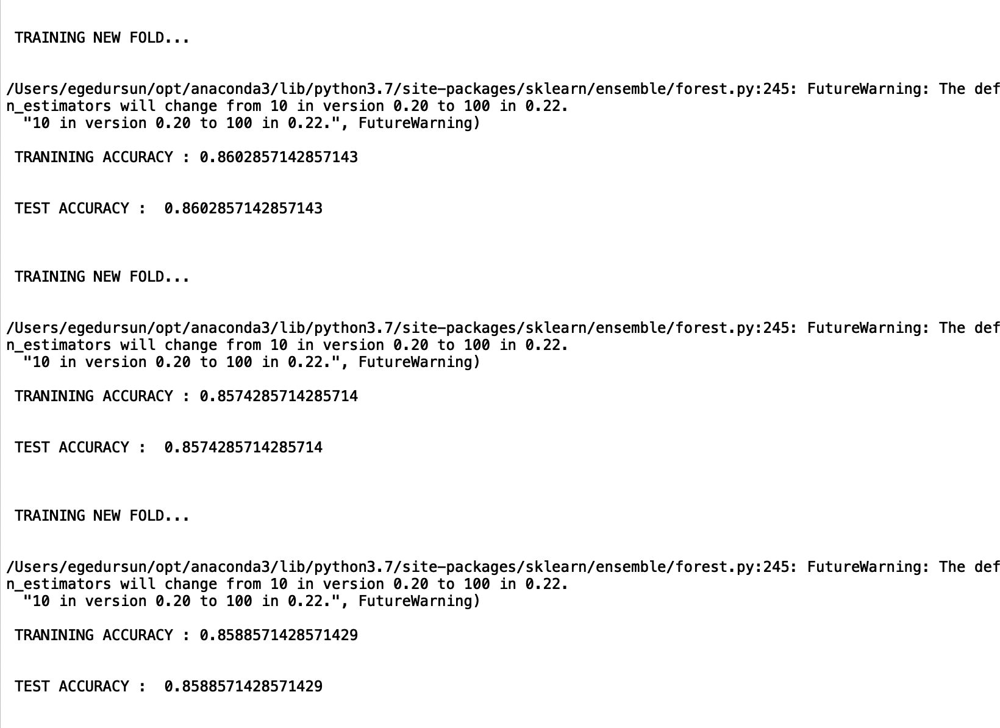 TRAINING NEW FOLD...
/Users/egedursun/opt/anaconda3/lib/python3.7/site-packages/sklearn/ensemble/forest.py:245: FutureWarning: The def
n_estimators will change from 10 in version 0.20 to 100 in 0.22.
"10 in version 0.20 to 100 in 0.22.", FutureWarning)
TRANINING ACCURACY : 0.8602857142857143
TEST ACCURACY :  0.8602857142857143
TRAINING NEW FOLD...
/Users/egedursun/opt/anaconda3/lib/python3.7/site-packages/sklearn/ensemble/forest.py:245: FutureWarning: The def
n_estimators will change from 10 in version 0.20 to 100 in 0.22.
"10 in version 0.20 to 100 in 0.22.", FutureWarning)
TRANINING ACCURACY : 0.8574285714285714
TEST ACCURACY :  0.8574285714285714
TRAINING NEW FOLD...
/Users/egedursun/opt/anaconda3/lib/python3.7/site-packages/sklearn/ensemble/forest.py:245: FutureWarning: The def
n_estimators will change from 10 in version 0.20 to 100 in 0.22.
"10 in version 0.20 to 100 in 0.22.", FutureWarning)
TRANINING ACCURACY : 0.8588571428571429
TEST ACCURACY :  0.8588571428571429